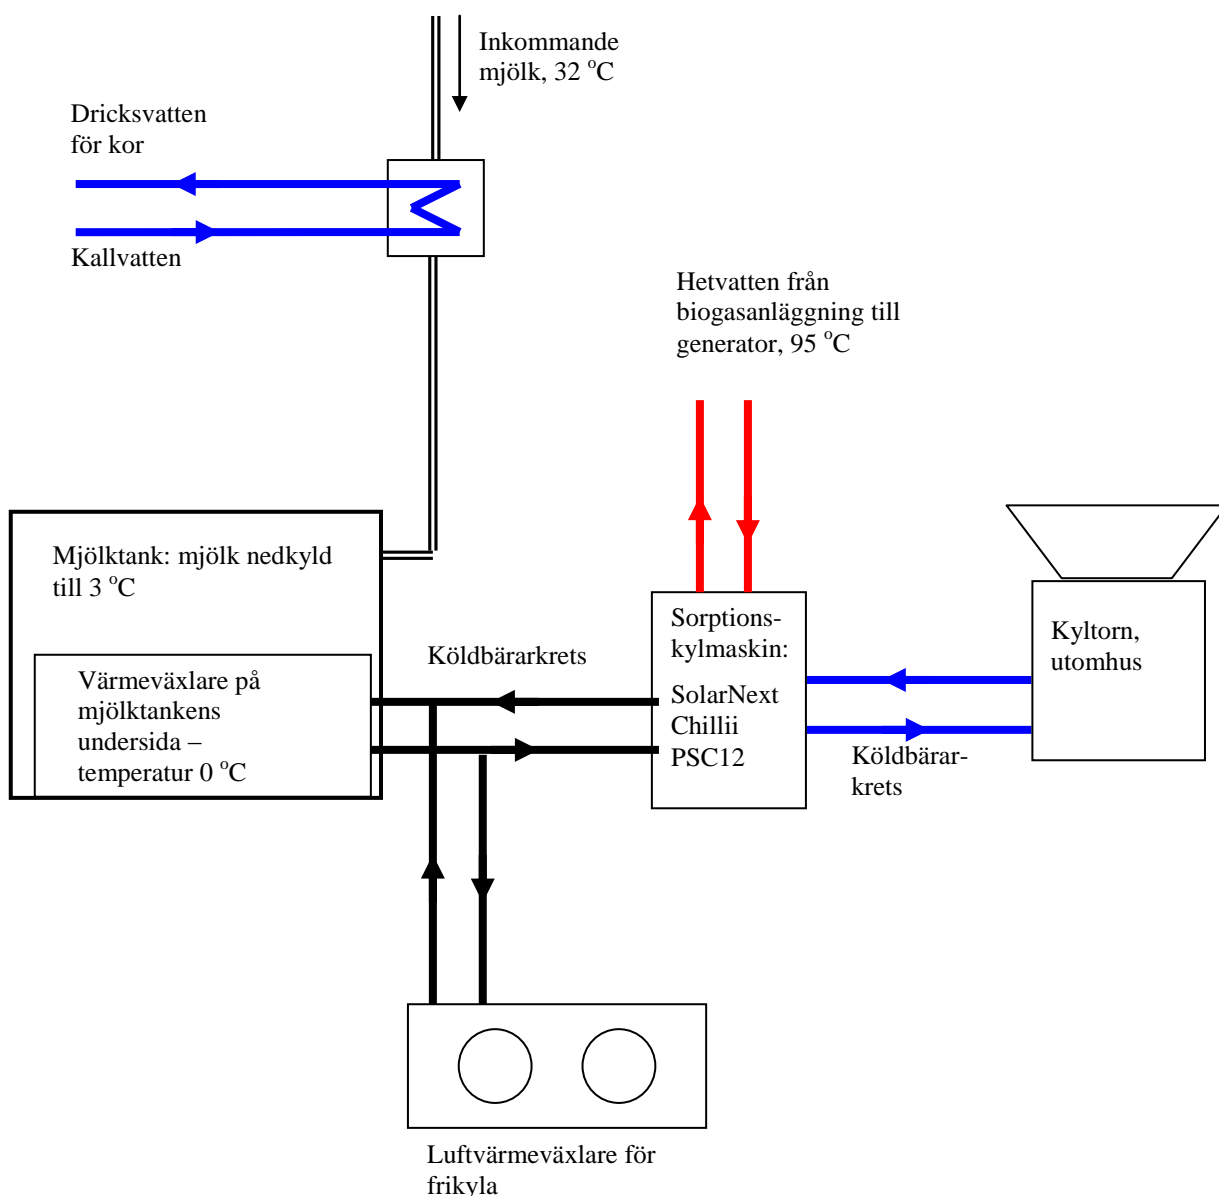 Inkommande
mjölk, 32 °C
Dricksvatten
för kor
Kallvatten
Hetvatten från
biogasanläggning till
generator, 95 °C
Mjölktank: mjölk nedkyld
till 3 °C
Värmeväxlare på
mjölktankens
undersida –
temperatur 0 °C
Köldbärarkrets
Sorptions-
kylmaskin:
SolarNext
Chillii
PSC12
Kyltorn,
utomhus
Köldbärar-
krets
Luftvärmeväxlare för
frikyla